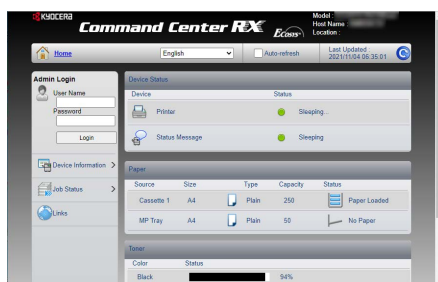 KYOCERA
Command Center RX
Ecosys
Model :
Host Name :
Location :
Home
English
Auto-refresh
Last Updated :
2021/11/04 06:35:01
Admin Login
User Name
Password
Login
Device Information >
Job Status >
Links
Device Status
Device Status
Printer Sleeping...
Status Message Sleeping
Paper
Source Size Type Capacity Status
Cassette 1 A4 Plain 250 Paper Loaded
MP Tray A4 Plain 50 No Paper
Toner
Color Status
Black 94%